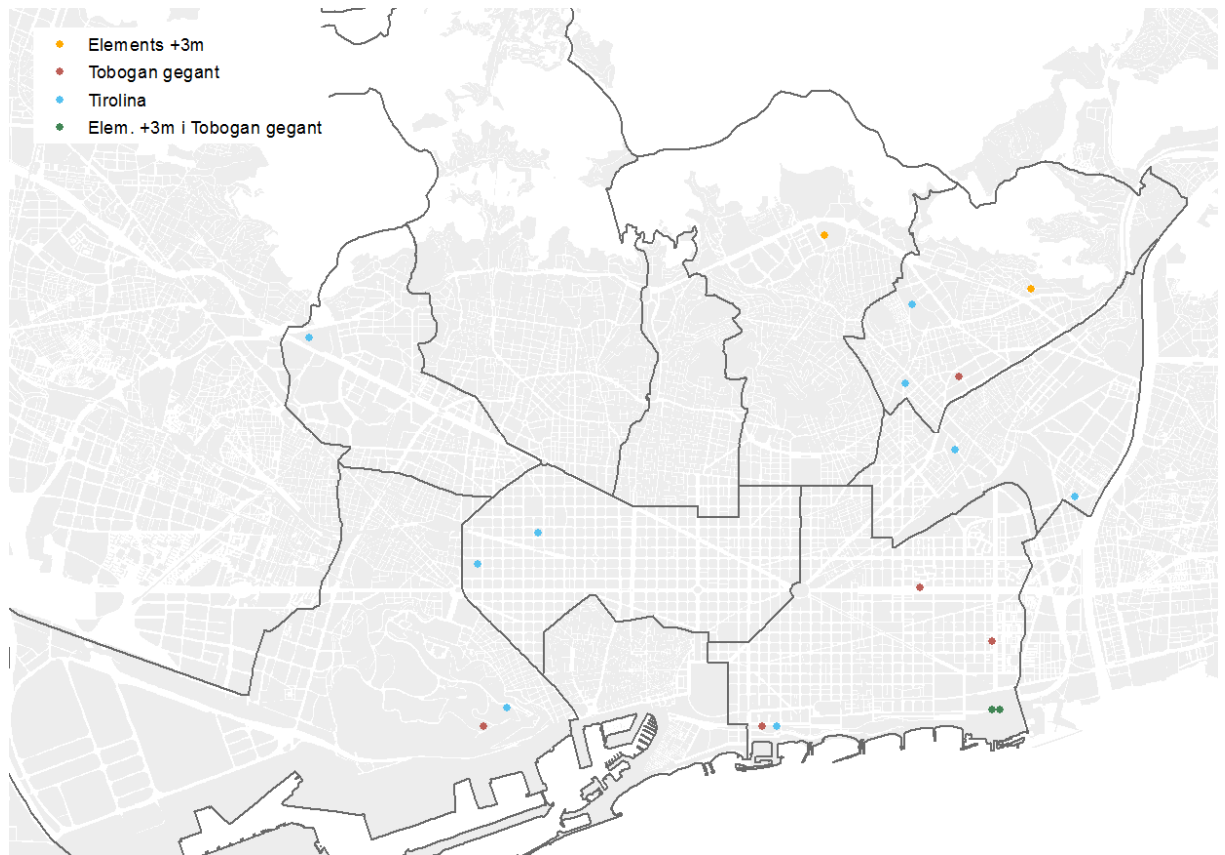 Elements +3m
Tobogan gegant
Tirolina
Elem. +3m i Tobogan gegant